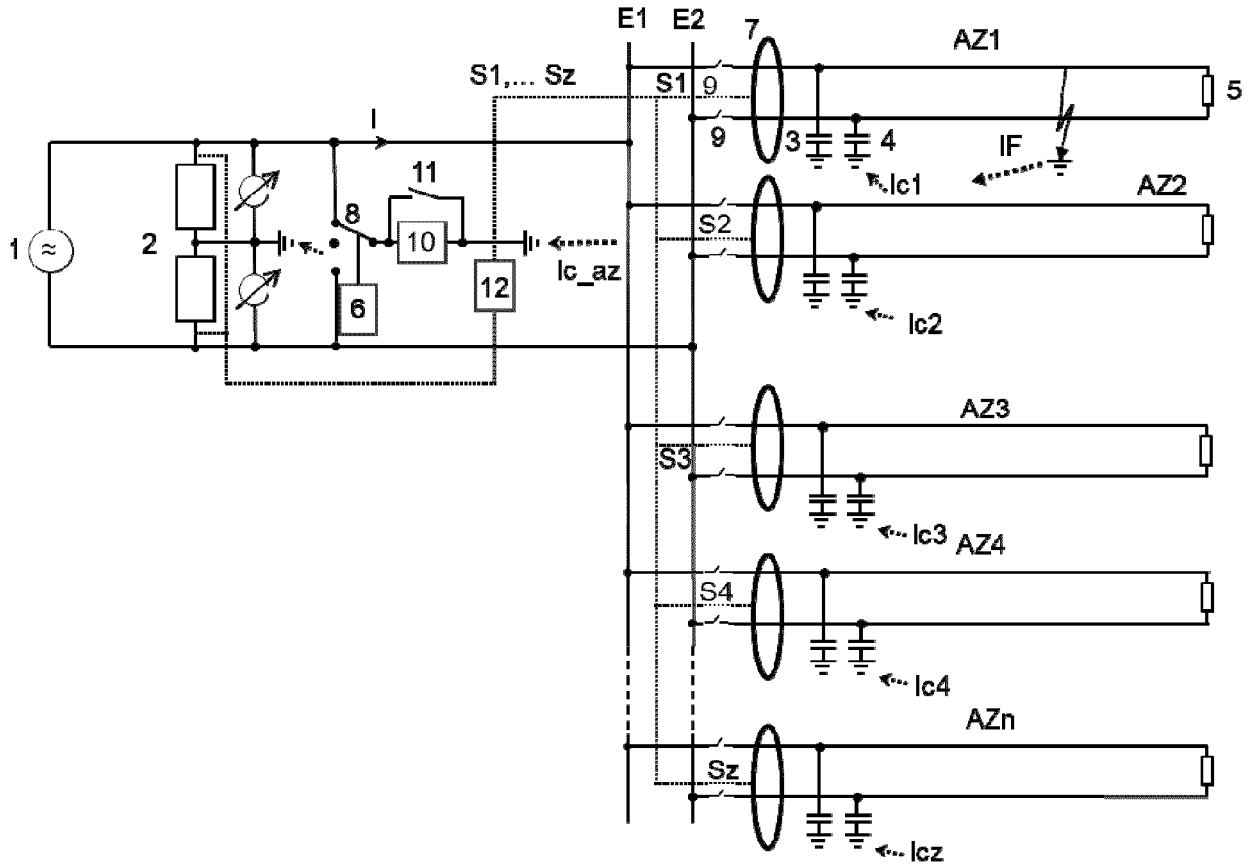 E1 E2 7
AZ1
S1,... Sz
S1 9
5
I
9
3 4
IF
11
Ic1
AZ2
8
S2
1 ≈
2
10
Ic_az
12
6
Ic2
AZ3
S3
Ic3
AZ4
S4
Ic4
AZn
Sz
Icz